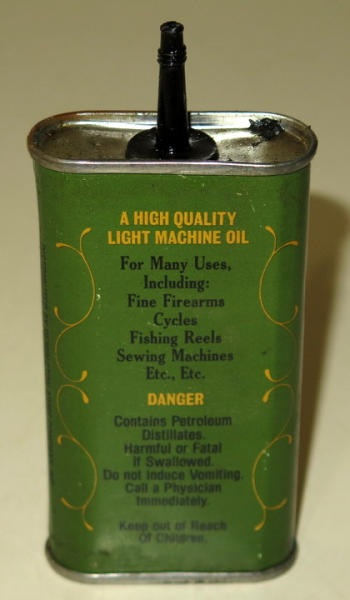 A HIGH QUALITY
LIGHT MACHINE OIL
For Many Uses,
Including:
Fine Firearms
Cycles
Fishing Reels
Sewing Machines
Etc., Etc.
DANGER
Contains Petroleum
Distillates.
Harmful or Fatal
if Swallowed.
Do not Induce Vomiting.
Call a Physician
Immediately.
Keep out of Reach
Of Children.